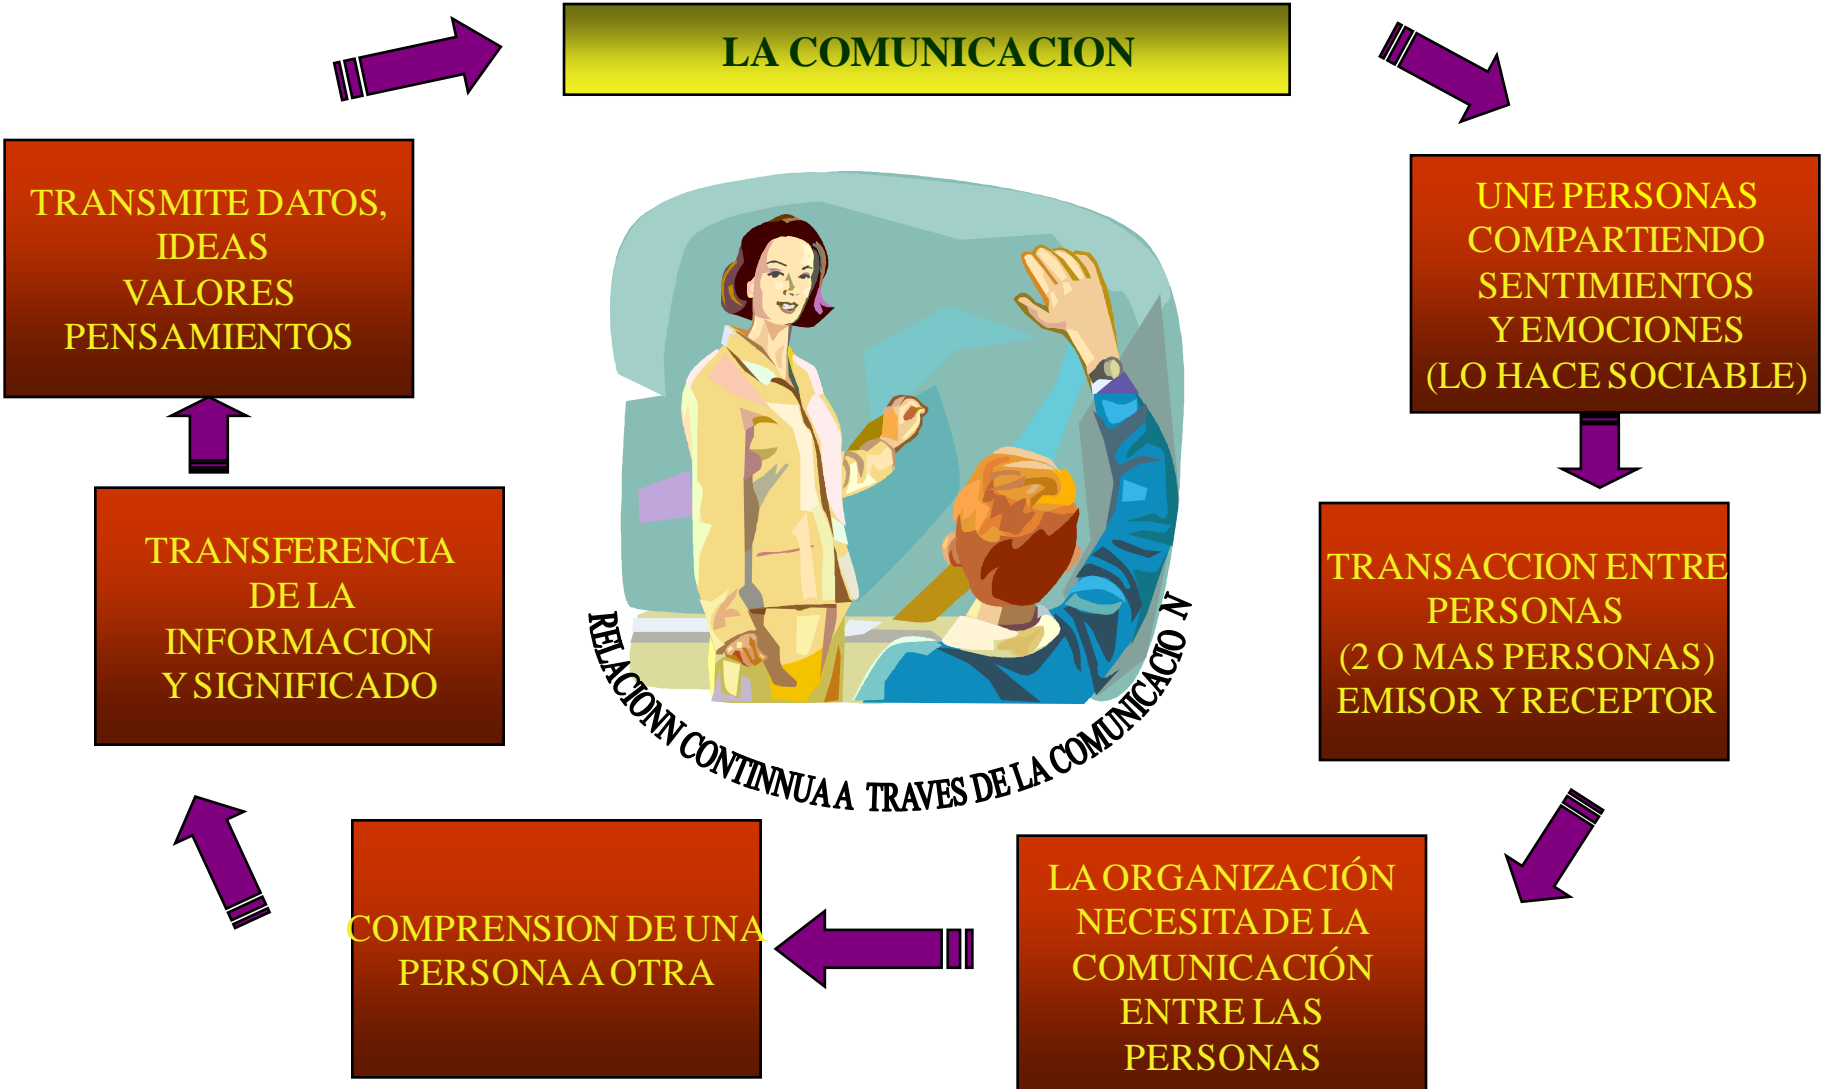 LA COMUNICACION
UNE PERSONAS
COMPARTIENDO
SENTIMIENTOS
Y EMOCIONES
(LO HACE SOCIABLE)
TRANSACCION ENTRE
PERSONAS
(2 O MAS PERSONAS)
EMISOR Y RECEPTOR
LA ORGANIZACIÓN
NECESITA DE LA
COMUNICACIÓN
ENTRE LAS
PERSONAS
COMPRENSION DE UNA
PERSONA A OTRA
TRANSFERENCIA
DE LA
INFORMACION
Y SIGNIFICADO
TRANSMITE DATOS,
IDEAS
VALORES
PENSAMIENTOS
RELACIONN CONTINNUA A TRAVES DE LA COMUNICACIO N